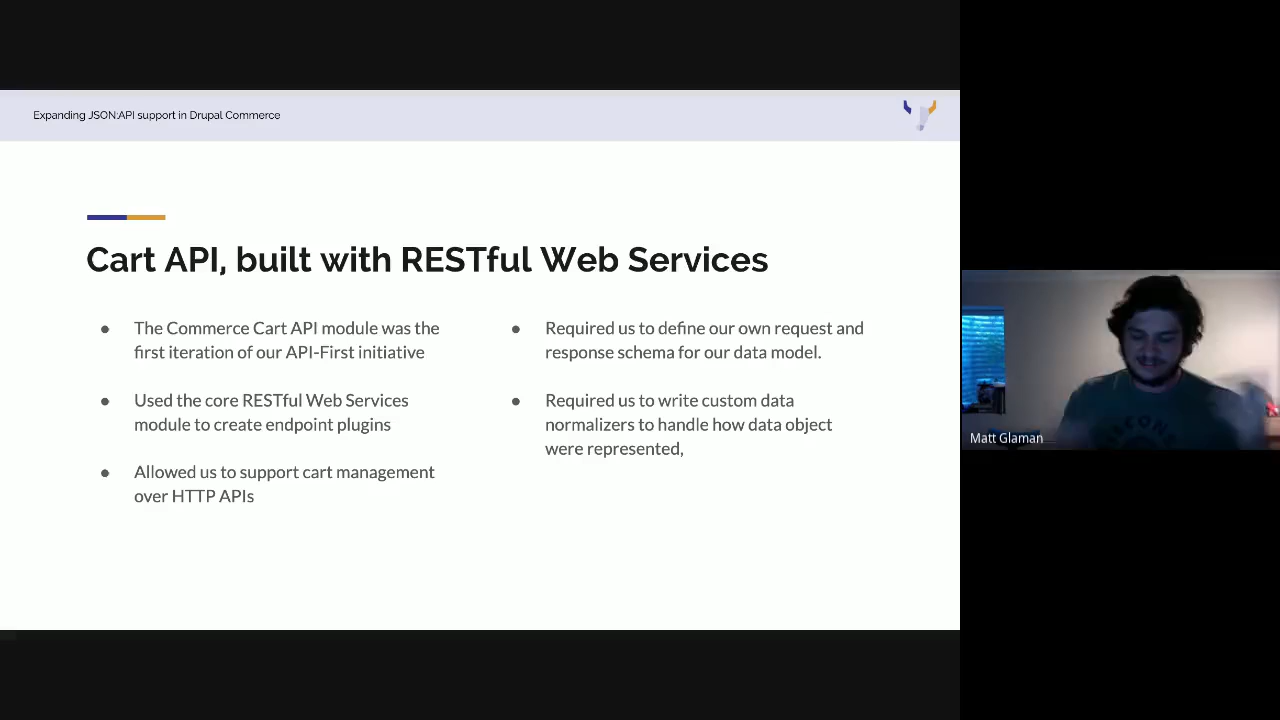 Expanding JSON:API support in Drupal Commerce
Cart API, built with RESTful Web Services
● The Commerce Cart API module was the
first iteration of our API-First initiative
● Used the core RESTful Web Services
module to create endpoint plugins
● Allowed us to support cart management
over HTTP APIs
● Required us to define our own request and
response schema for our data model.
● Required us to write custom data
normalizers to handle how data object
were represented,
Matt Glaman